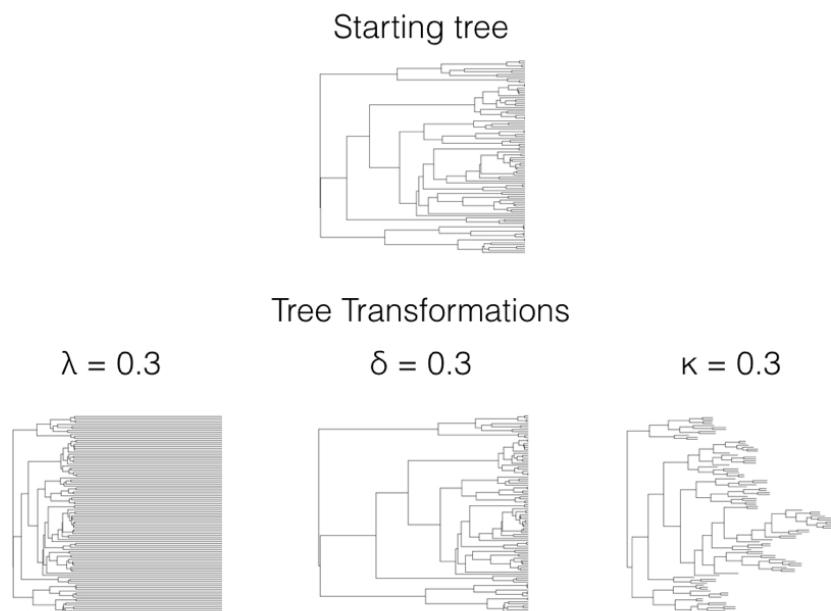 Starting tree
Tree Transformations
λ = 0.3
δ = 0.3
κ = 0.3